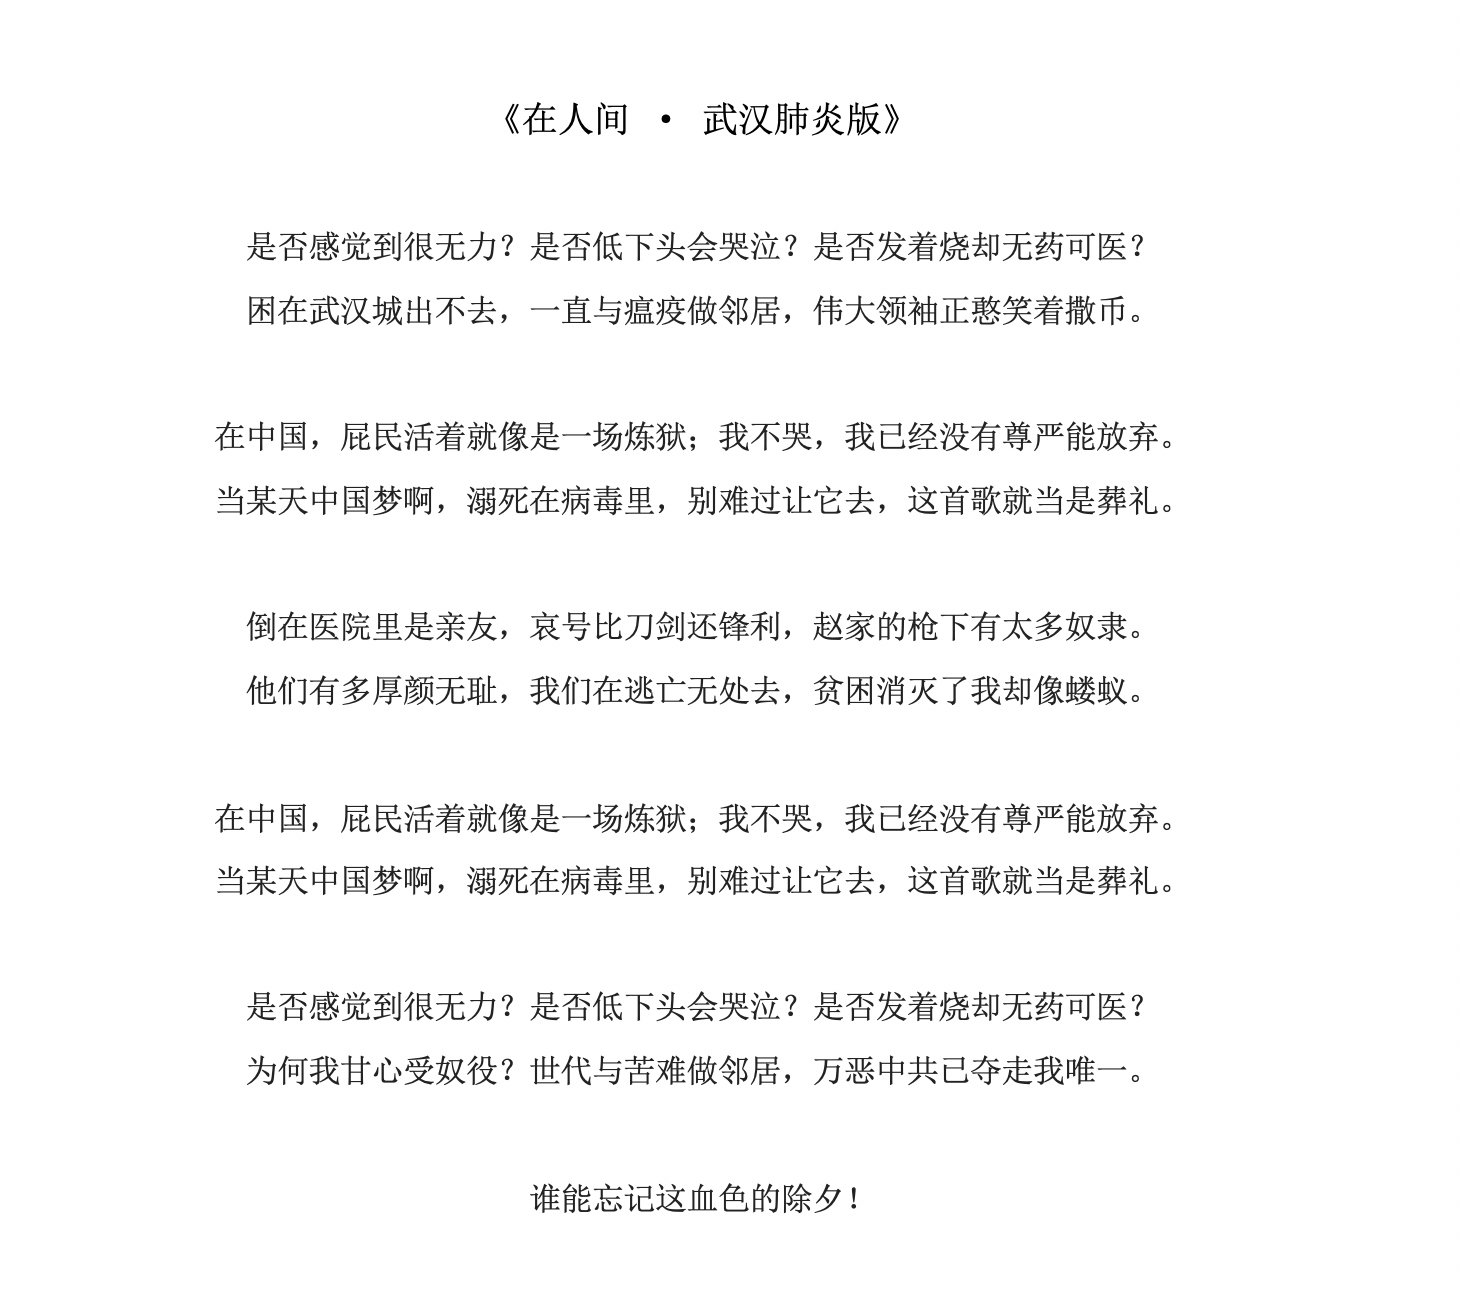 《在人间 · 武汉肺炎版》
是否感觉到很无力？是否低下头会哭泣？是否发着烧却无药可医？
困在武汉城出不去，一直与瘟疫做邻居，伟大领袖正憨笑着撒币。
在中国，屁民活着就像是一场炼狱；我不哭，我已经没有尊严能放弃。
当某天中国梦啊，溺死在病毒里，别难过让它去，这首歌就当是葬礼。
倒在医院里是亲友，哀号比刀剑还锋利，赵家的枪下有太多奴隶。
他们有多厚颜无耻，我们在逃亡无处去，贫困消灭了我却像蝼蚁。
在中国，屁民活着就像是一场炼狱；我不哭，我已经没有尊严能放弃。
当某天中国梦啊，溺死在病毒里，别难过让它去，这首歌就当是葬礼。
是否感觉到很无力？是否低下头会哭泣？是否发着烧却无药可医？
为何我甘心受奴役？世代与苦难做邻居，万恶中共已夺走我唯一。
谁能忘记这血色的除夕！